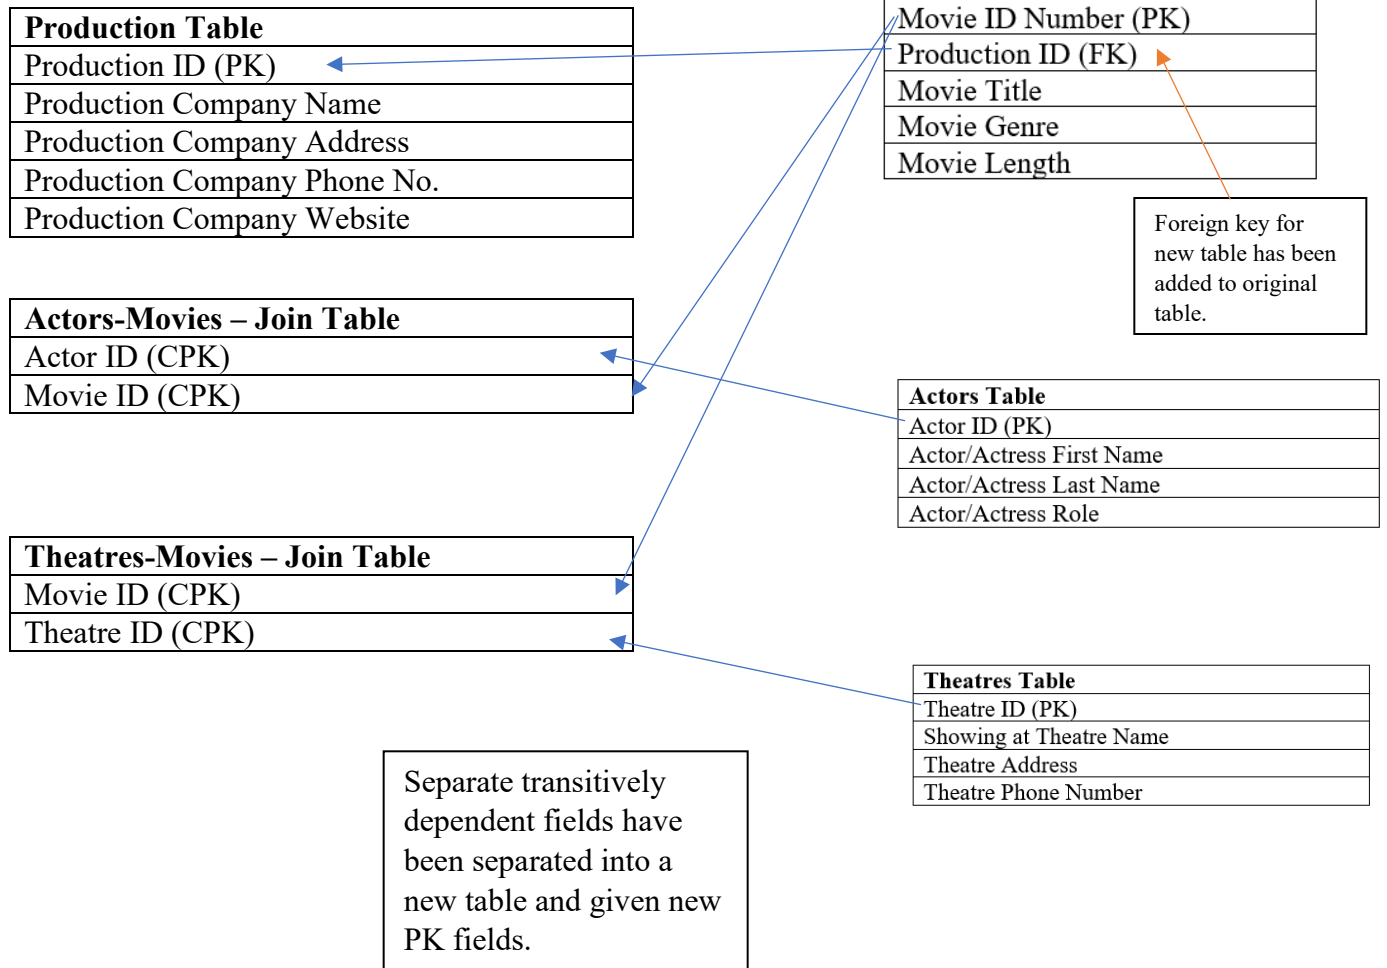 Production Table
Production ID (PK)
Production Company Name
Production Company Address
Production Company Phone No.
Production Company Website
Movie ID Number (PK)
Production ID (FK)
Movie Title
Movie Genre
Movie Length
Foreign key for
new table has been
added to original
table.
Actors-Movies – Join Table
Actor ID (CPK)
Movie ID (CPK)
Actors Table
Actor ID (PK)
Actor/Actress First Name
Actor/Actress Last Name
Actor/Actress Role
Theatres-Movies – Join Table
Movie ID (CPK)
Theatre ID (CPK)
Theatres Table
Theatre ID (PK)
Showing at Theatre Name
Theatre Address
Theatre Phone Number
Separate transitively
dependent fields have
been separated into a
new table and given new
PK fields.